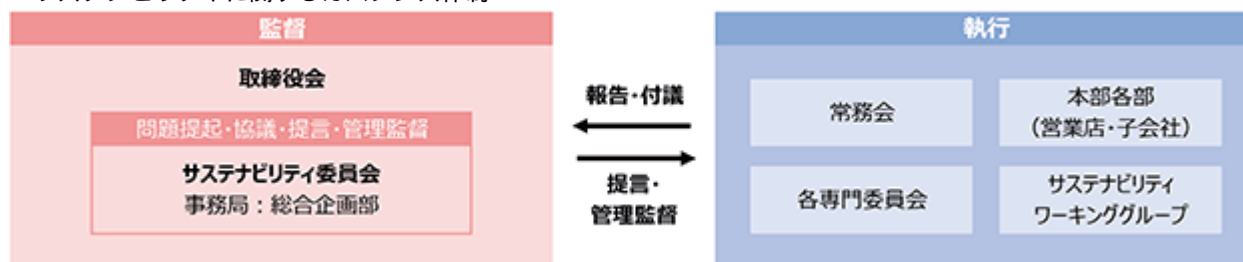 監督
取締役会
問題提起・協議・提言・管理監督
サステナビリティ委員会
事務局：総合企画部
報告・付議
提言・
管理監督
執行
常務会
本部各部
（営業店・子会社）
各専門委員会
サステナビリティ
ワーキンググループ